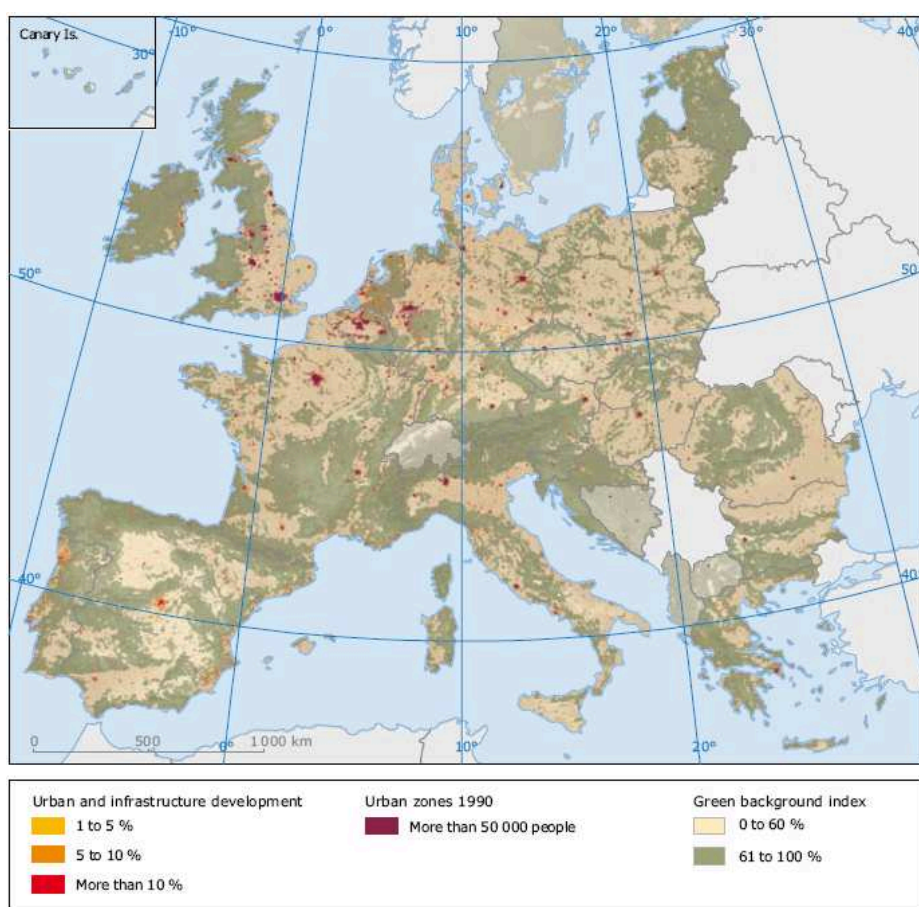 Canary Is.
-10°
0°
10°
20°
30°
40°
30°
50°
50
40°
40°
0
500
1 000 km
0°
10°
20°
Urban and infrastructure development
1 to 5 %
5 to 10 %
More than 10 %
Urban zones 1990
More than 50 000 people
Green background index
0 to 60 %
61 to 100 %